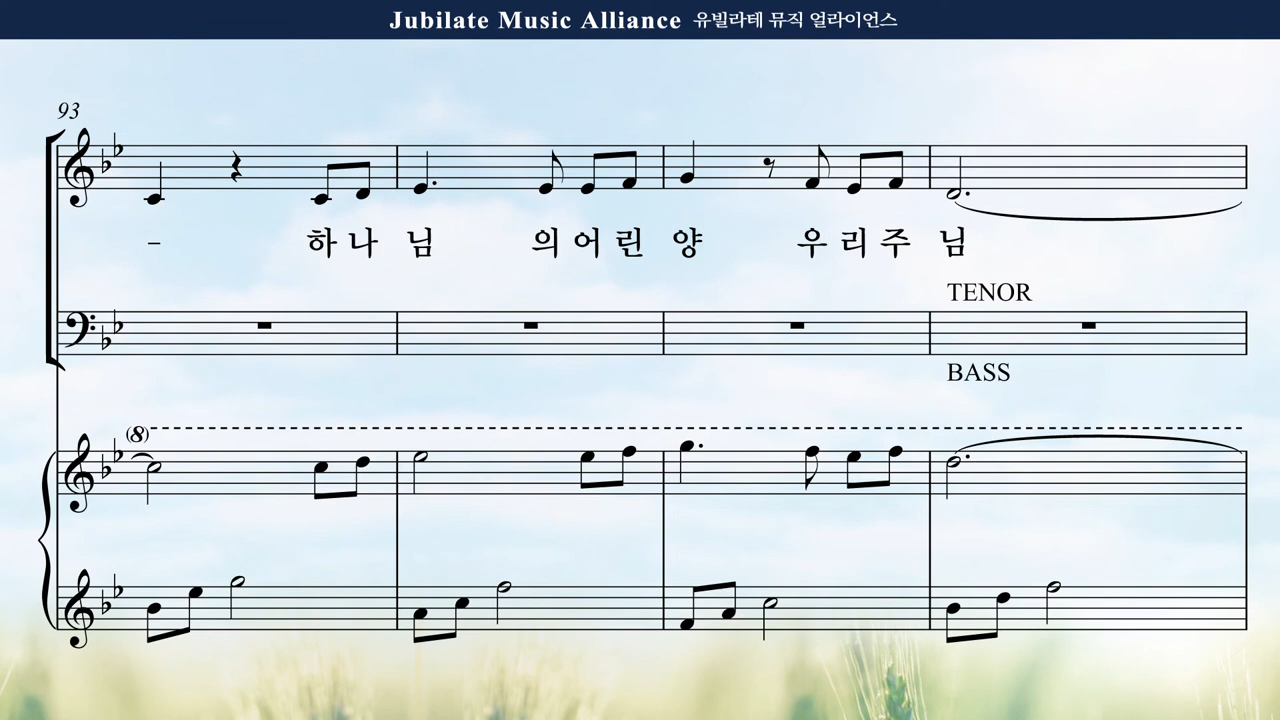 Jubilate Music Alliance 유빌라테 뮤직 얼라이언스
93
- 하나 님 의어린 양 우리주 님
TENOR
BASS
(8)